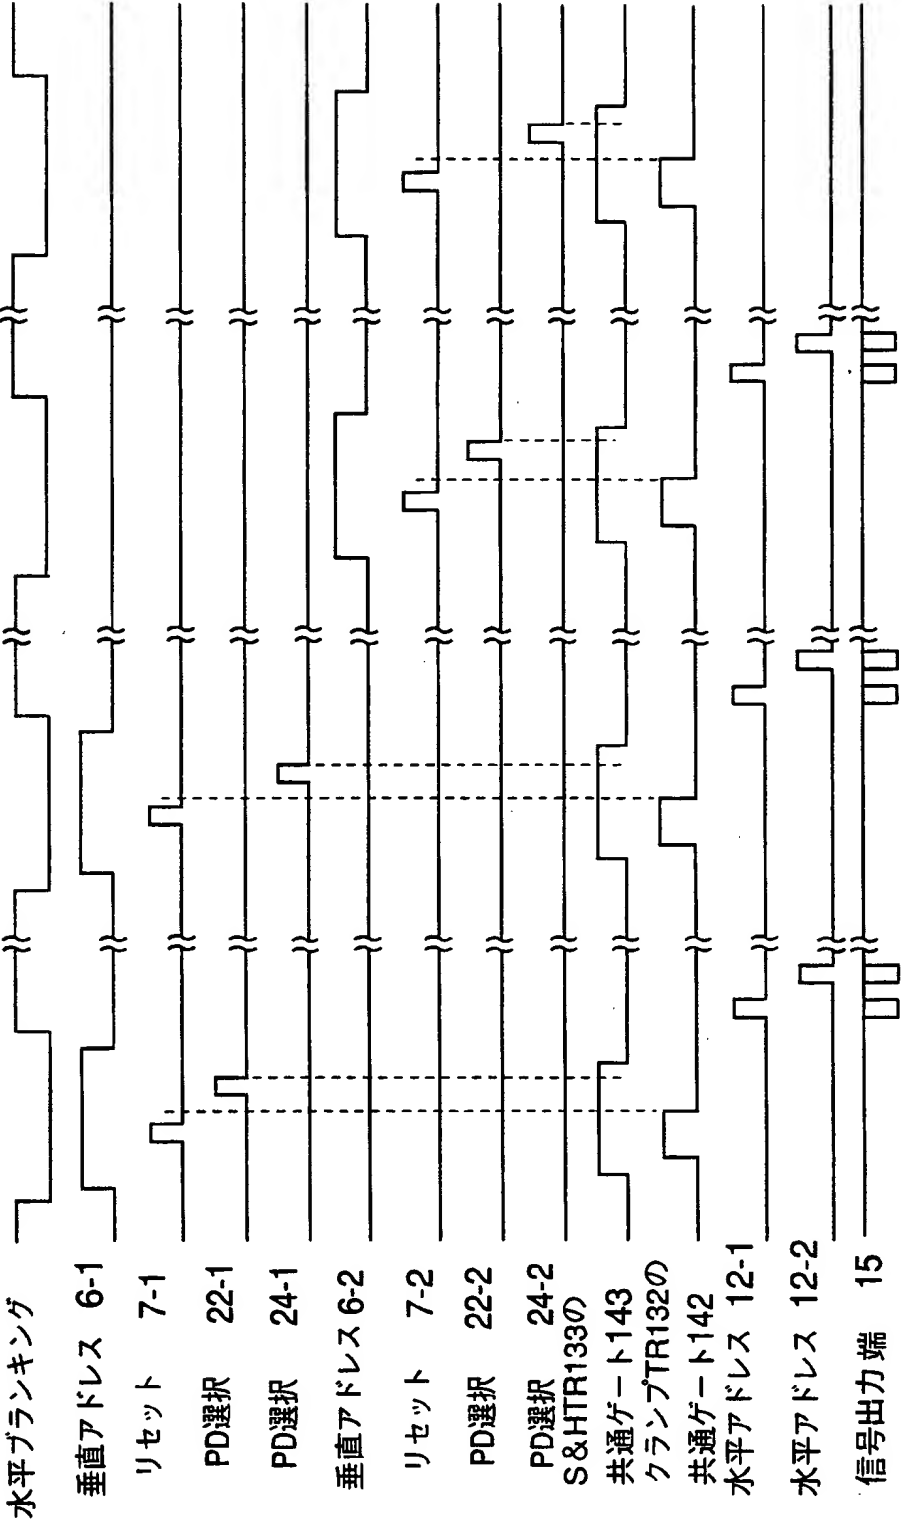 水平ブランキング
垂直アドレス 6-1
リセット 7-1
PD選択 22-1
PD選択 24-1
垂直アドレス 6-2
リセット 7-2
PD選択 22-2
PD選択 24-2
S&HTR133の
共通ゲート143
クランプTR132の
共通ゲート142
水平アドレス 12-1
水平アドレス 12-2
信号出力端 15